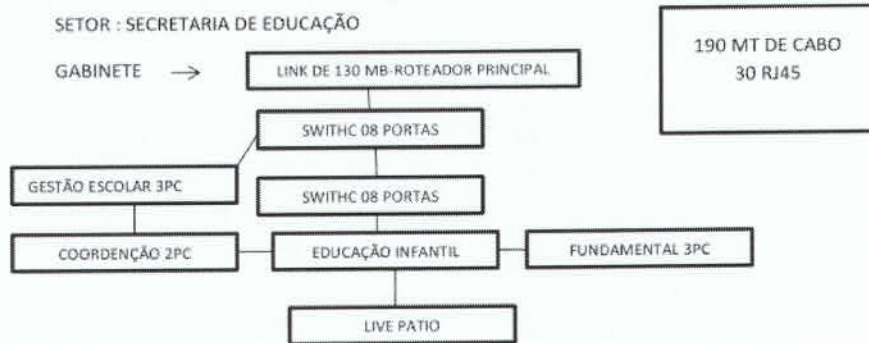 SETOR : SECRETARIA DE EDUCAÇÃO
190 MT DE CABO
30 RJ45
GABINETE
LINK DE 130 MB-ROTEADOR PRINCIPAL
SWITHC 08 PORTAS
GESTÃO ESCOLAR 3PC
SWITHC 08 PORTAS
COORDENÇÃO 2PC
EDUCAÇÃO INFANTIL
FUNDAMENTAL 3PC
LIVE PATIO